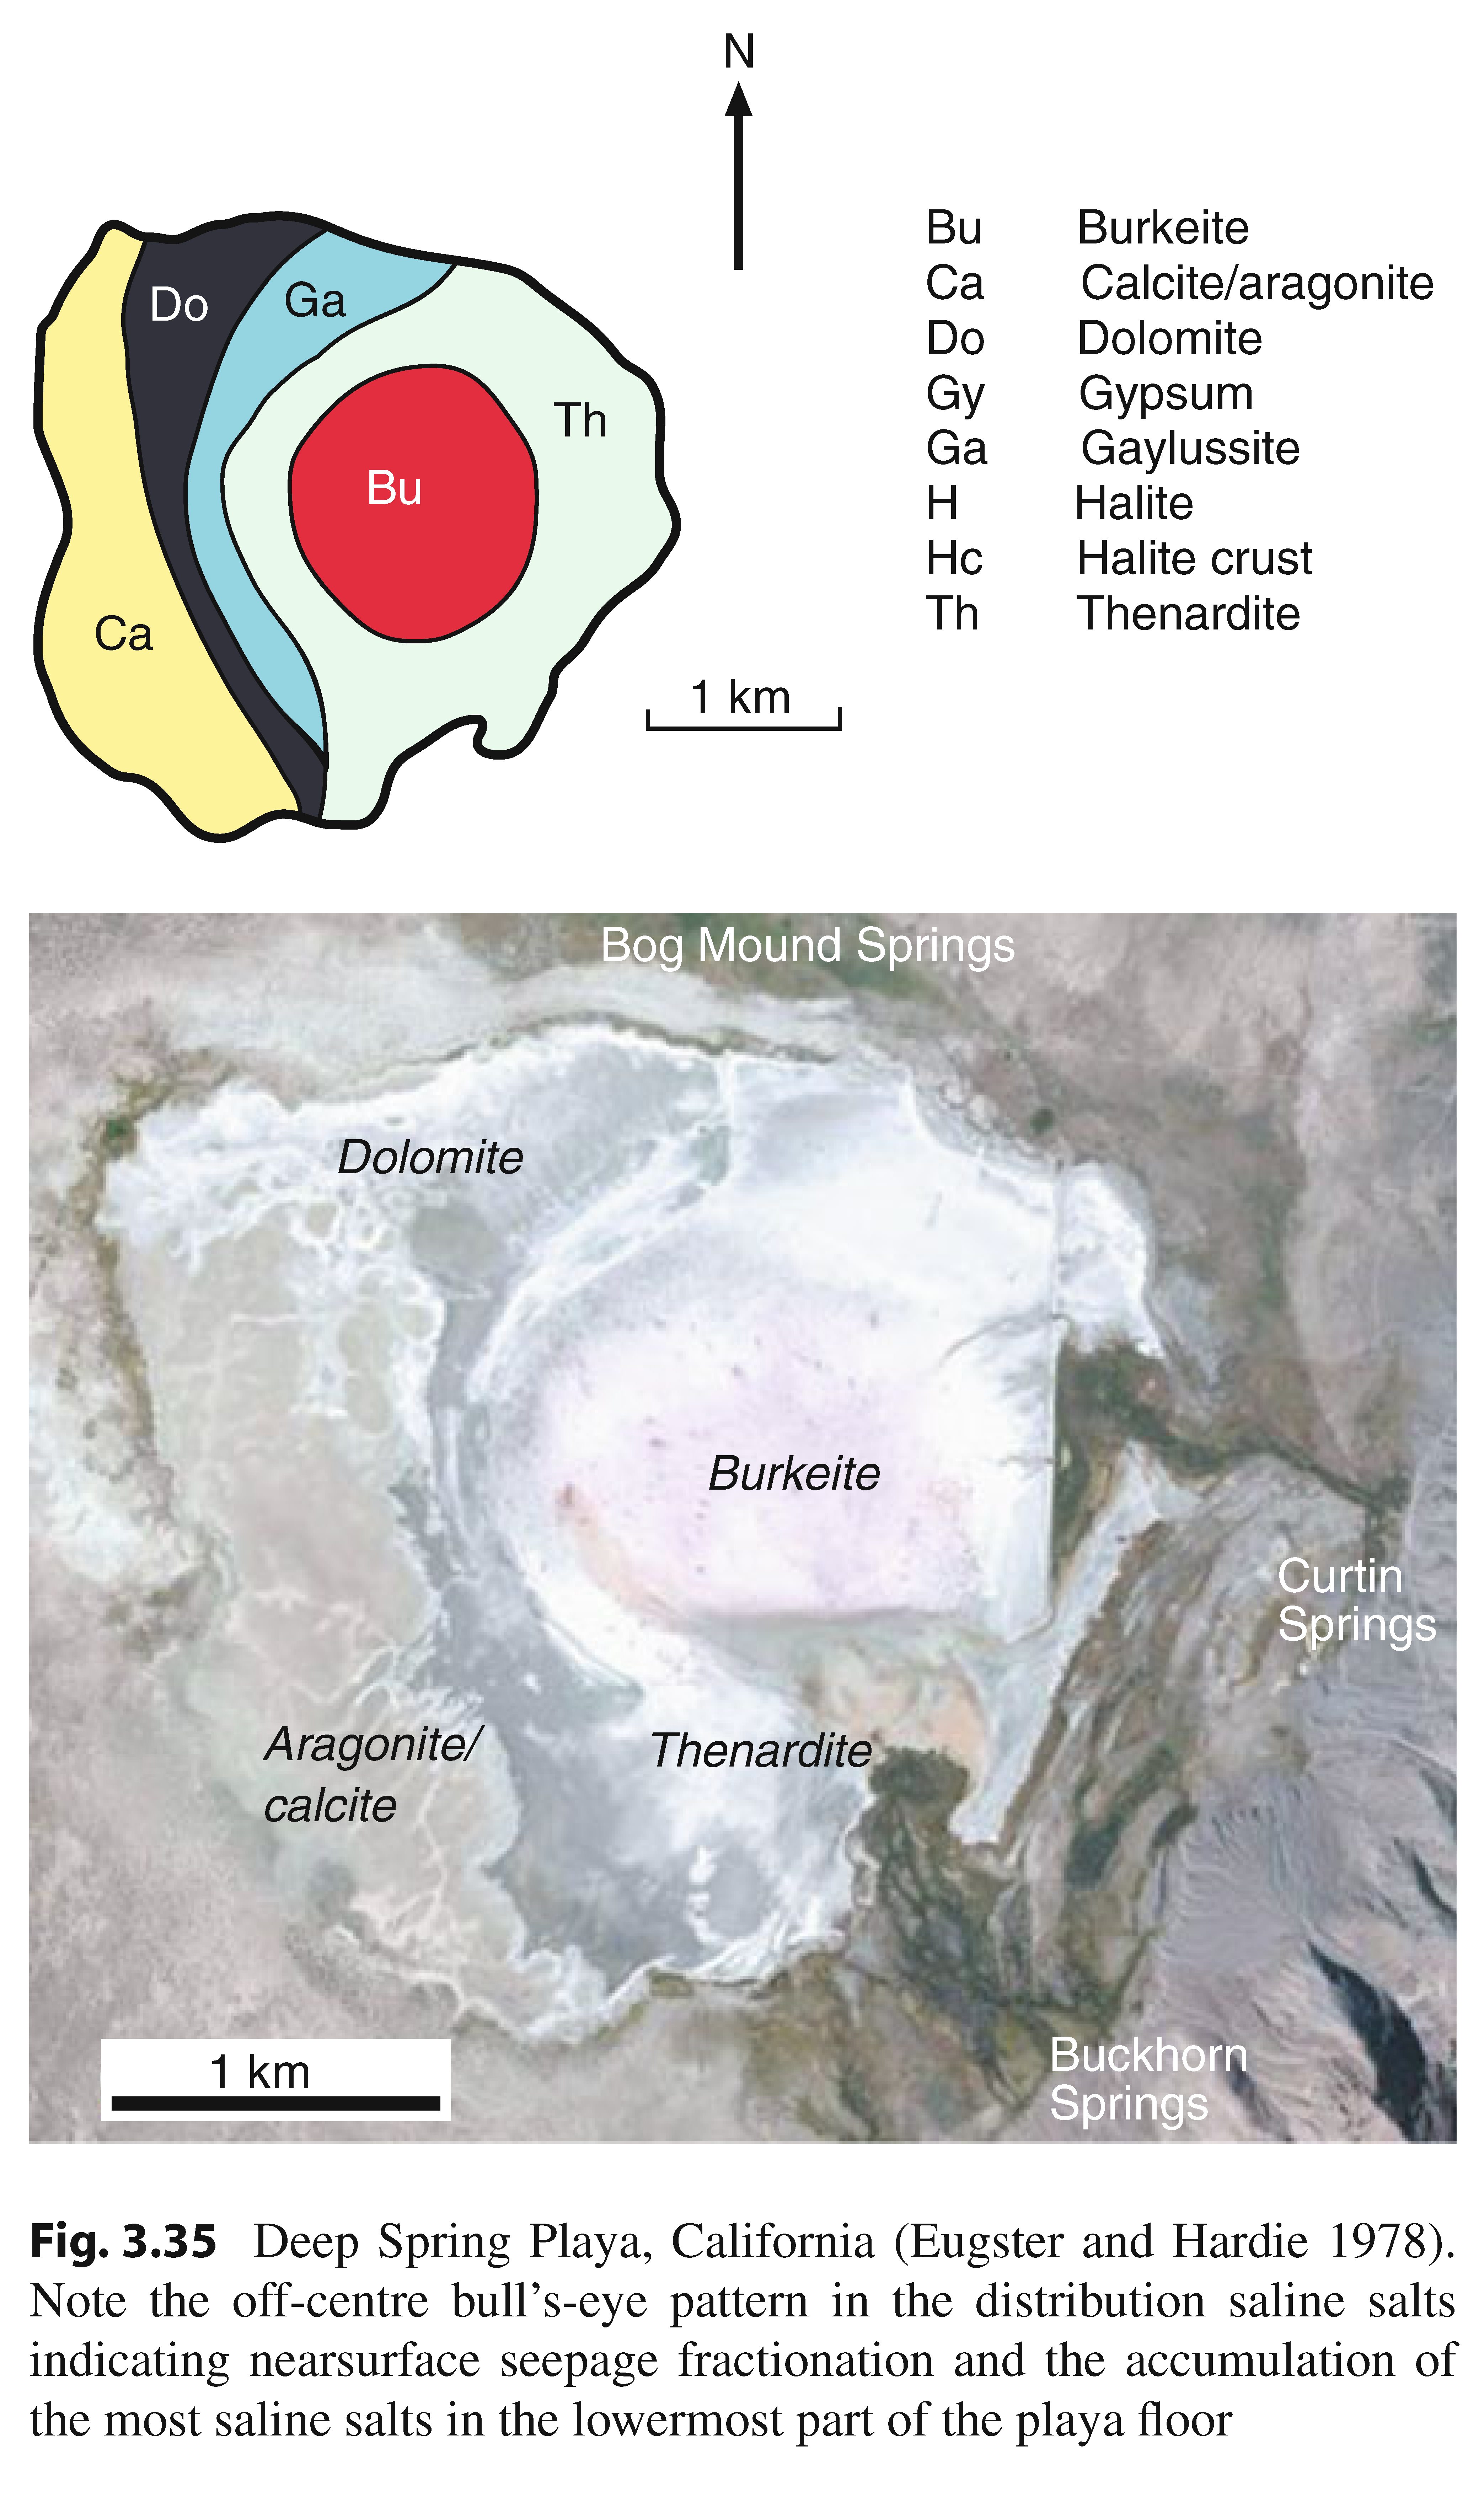 N
Do
Ga
Th
Bu
Ca
1 km
Bu Burkeite
Ca Calcite/aragonite
Do Dolomite
Gy Gypsum
Ga Gaylussite
H Halite
Hc Halite crust
Th Thenardite
Bog Mound Springs
Dolomite
Burkeite
Curtin
Springs
Aragonite/
calcite
Thenardite
1 km
Buckhorn
Springs
Fig. 3.35 Deep Spring Playa, California (Eugster and Hardie 1978).
Note the off-centre bull’s-eye pattern in the distribution saline salts
indicating nearsurface seepage fractionation and the accumulation of
the most saline salts in the lowermost part of the playa floor